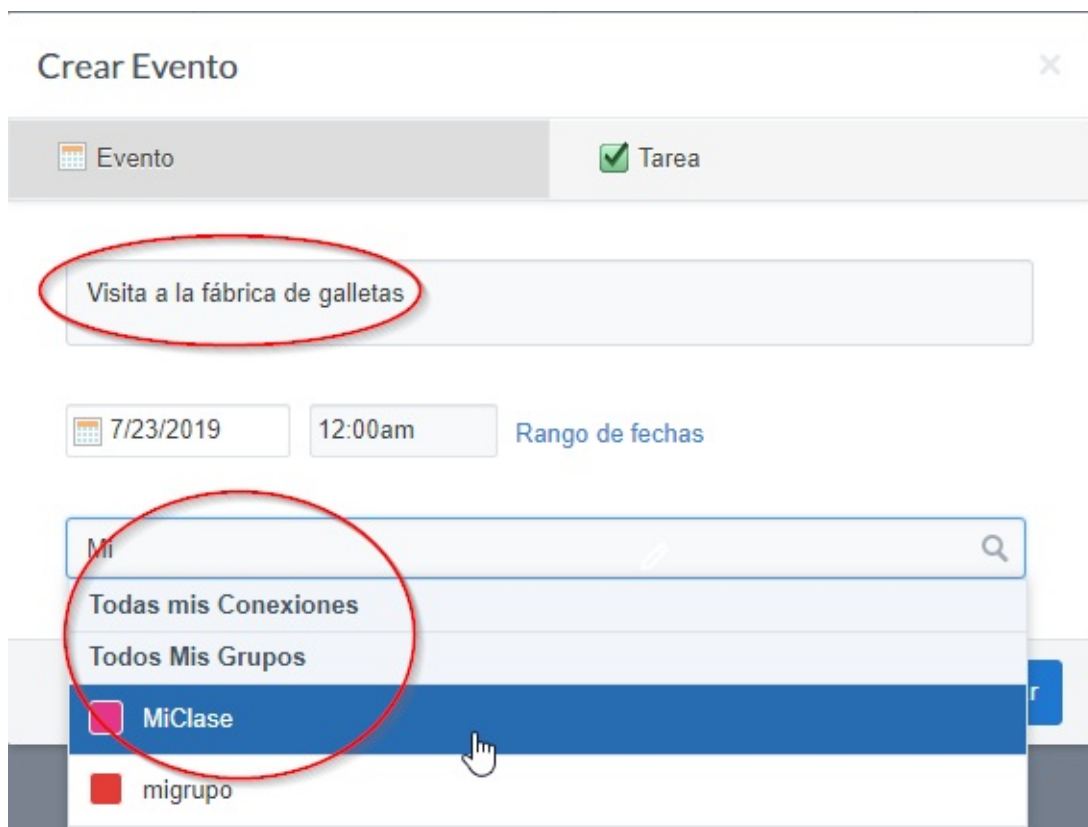 Crear Evento
Evento
Tarea
Visita a la fábrica de galletas
7/23/2019 12:00am Rango de fechas
Mi
Todas mis Conexiones
Todos Mis Grupos
r
MiClase
migrupo